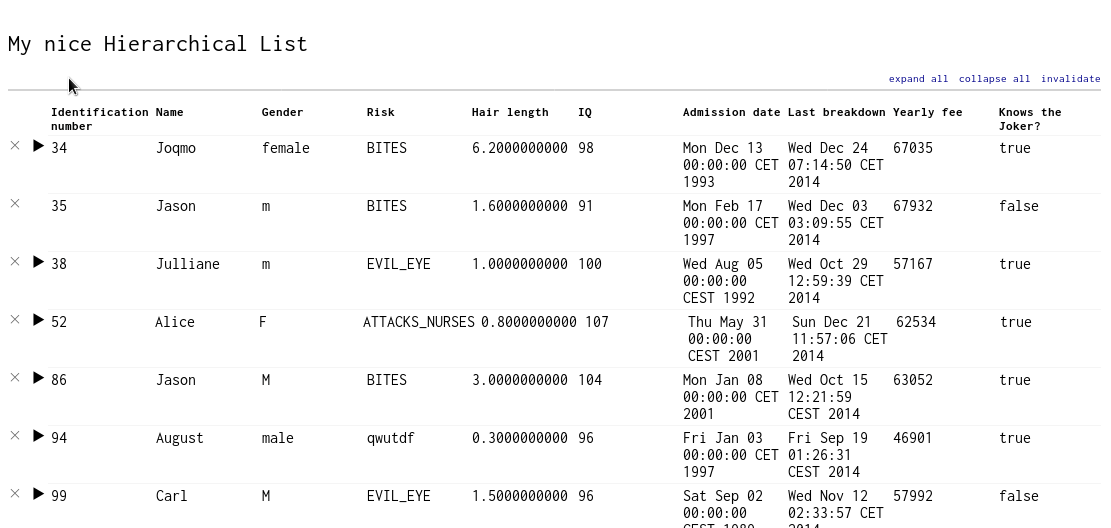 My nice Hierarchical List
expand all collapse all invalidate
Identification Name Gender Risk Hair length IQ Admission date Last breakdown Yearly fee Knows the
number Joker?
× ▶ 34 Joqmo female BITES 6.2000000000 98 Mon Dec 13 Wed Dec 24 67035 true
00:00:00 CET 07:14:50 CET
1993 2014
× 35 Jason m BITES 1.6000000000 91 Mon Feb 17 Wed Dec 03 67932 false
00:00:00 CET 03:09:55 CET
1997 2014
× ▶ 38 Julliane m EVIL_EYE 1.0000000000 100 Wed Aug 05 Wed Oct 29 57167 true
00:00:00 12:59:39 CET
CEST 1992 2014
× ▶ 52 Alice F ATTACKS_NURSES 0.8000000000 107 Thu May 31 Sun Dec 21 62534 true
00:00:00 11:57:06 CET
CEST 2001 2014
× ▶ 86 Jason M BITES 3.0000000000 104 Mon Jan 08 Wed Oct 15 63052 true
00:00:00 CET 12:21:59
2001 CEST 2014
× ▶ 94 August male qwutdf 0.3000000000 96 Fri Jan 03 Fri Sep 19 46901 true
00:00:00 CET 01:26:31
1997 CEST 2014
× ▶ 99 Carl M EVIL_EYE 1.5000000000 96 Sat Sep 02 Wed Nov 12 57992 false
00:00:00 02:33:57 CET